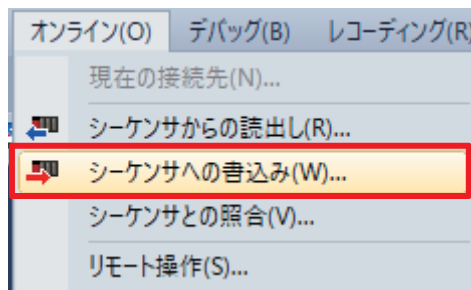 オンライン(O) デバッグ(B) レコーディング(R)
現在の接続先(N)...
シーケンサからの読出し(R)...
シーケンサへの書込み(W)...
シーケンサとの照合(V)...
リモート操作(S)...